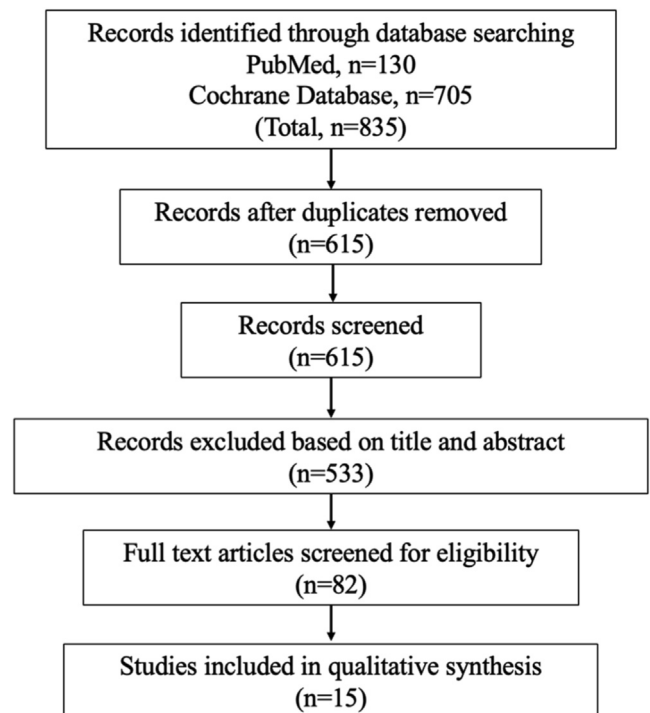 Records identified through database searching
PubMed, n=130
Cochrane Database, n=705
(Total, n=835)
Records after duplicates removed
(n=615)
Records screened
(n=615)
Records excluded based on title and abstract
(n=533)
Full text articles screened for eligibility
(n=82)
Studies included in qualitative synthesis
(n=15)